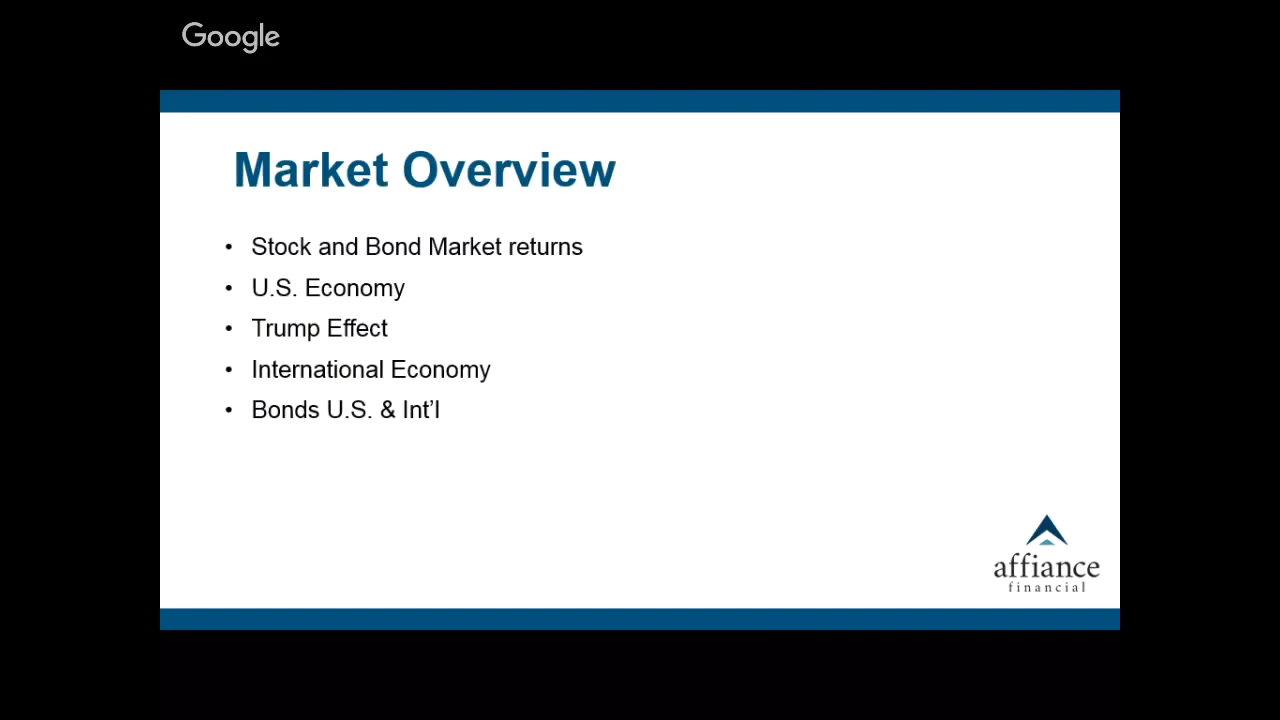 Google
Market Overview
• Stock and Bond Market returns
• U.S. Economy
• Trump Effect
• International Economy
• Bonds U.S. & Int'l
affiance
financial